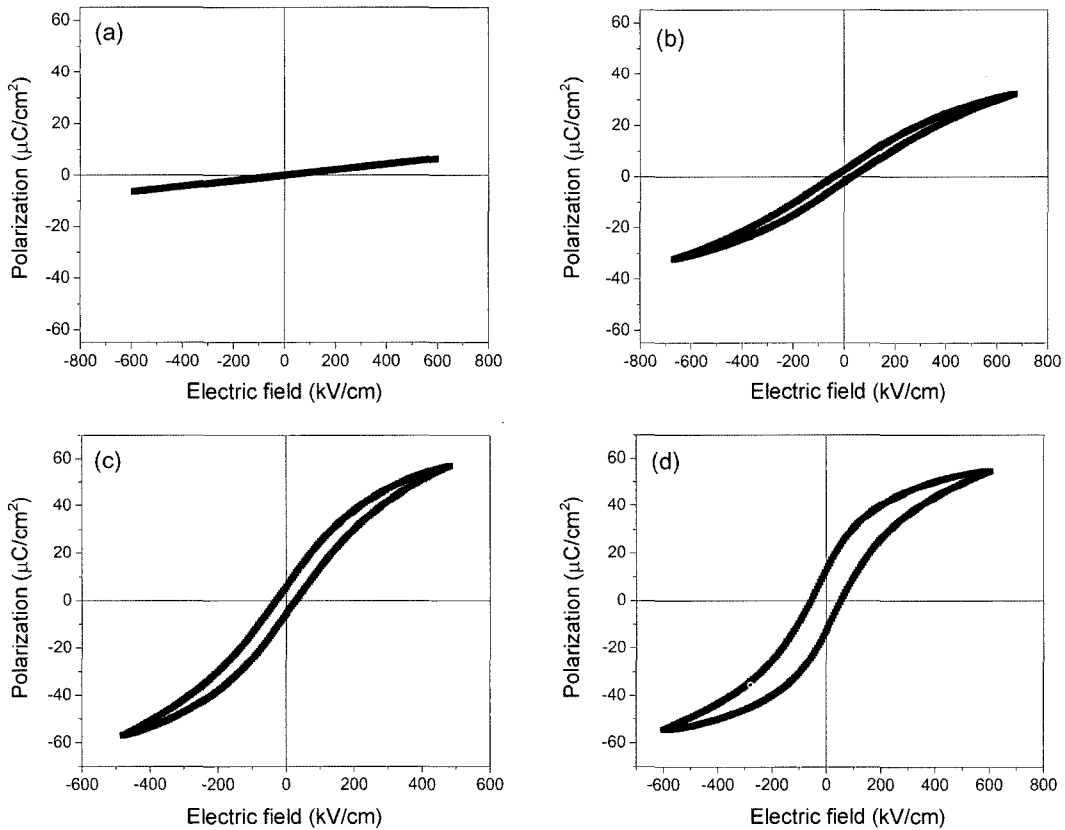 (a)
60
40
20
0
-20
-40
-60
Polarization (μC/cm²)
-800 -600 -400 -200 0 200 400 600 800
Electric field (kV/cm)
(b)
60
40
20
0
-20
-40
-60
Polarization (μC/cm²)
-800 -600 -400 -200 0 200 400 600 800
Electric field (kV/cm)
(c)
60
40
20
0
-20
-40
-60
Polarization (μC/cm²)
-600 -400 -200 0 200 400 600
Electric field (kV/cm)
(d)
60
40
20
0
-20
-40
-60
Polarization (μC/cm²)
-600 -400 -200 0 200 400 600 800
Electric field (kV/cm)